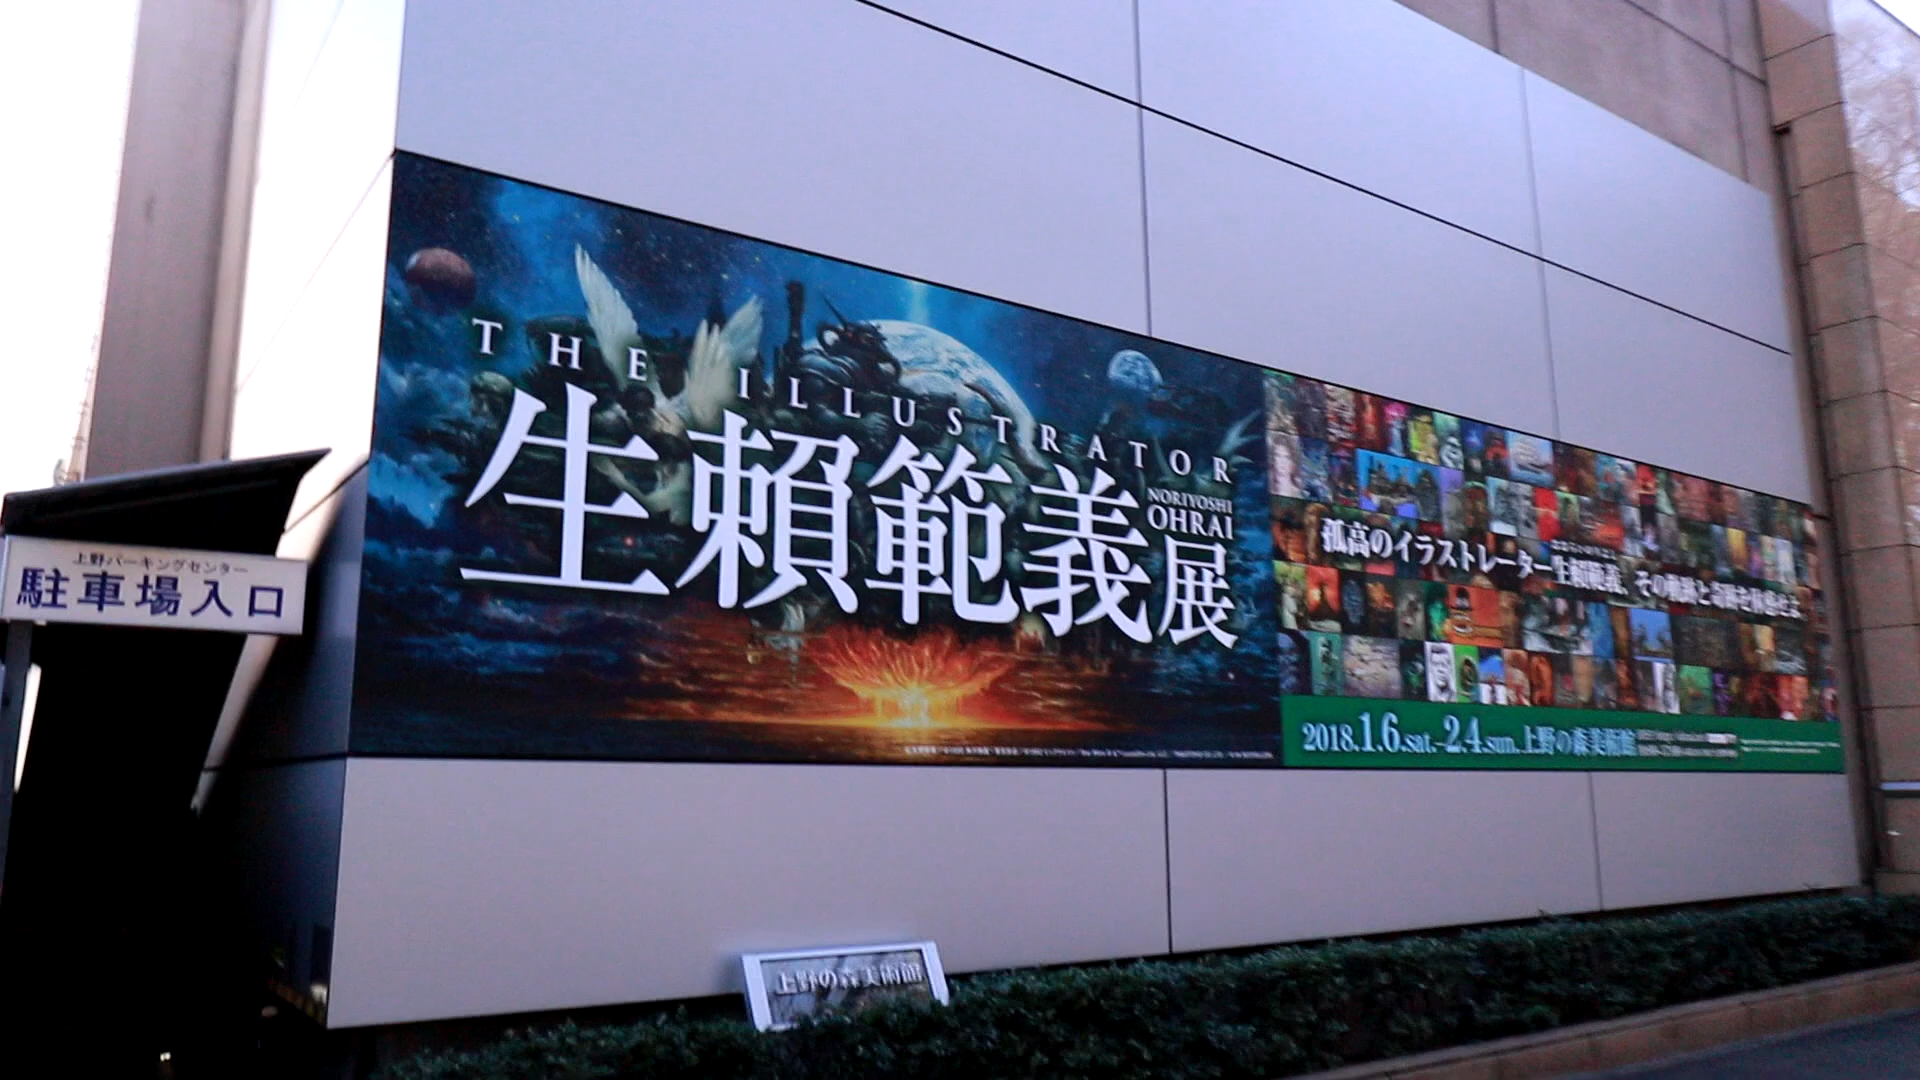 THE ILLUSTRATOR
生賴範義展
NORIYOSHI
OHRAI
孤高のイラストレーター 生賴範義、その軌跡と奇跡を体感せよ
2018.1.6.sat.–2.4.sun.上野の森美術館
上野パーキングセンター
駐車場入口
上野の森美術館